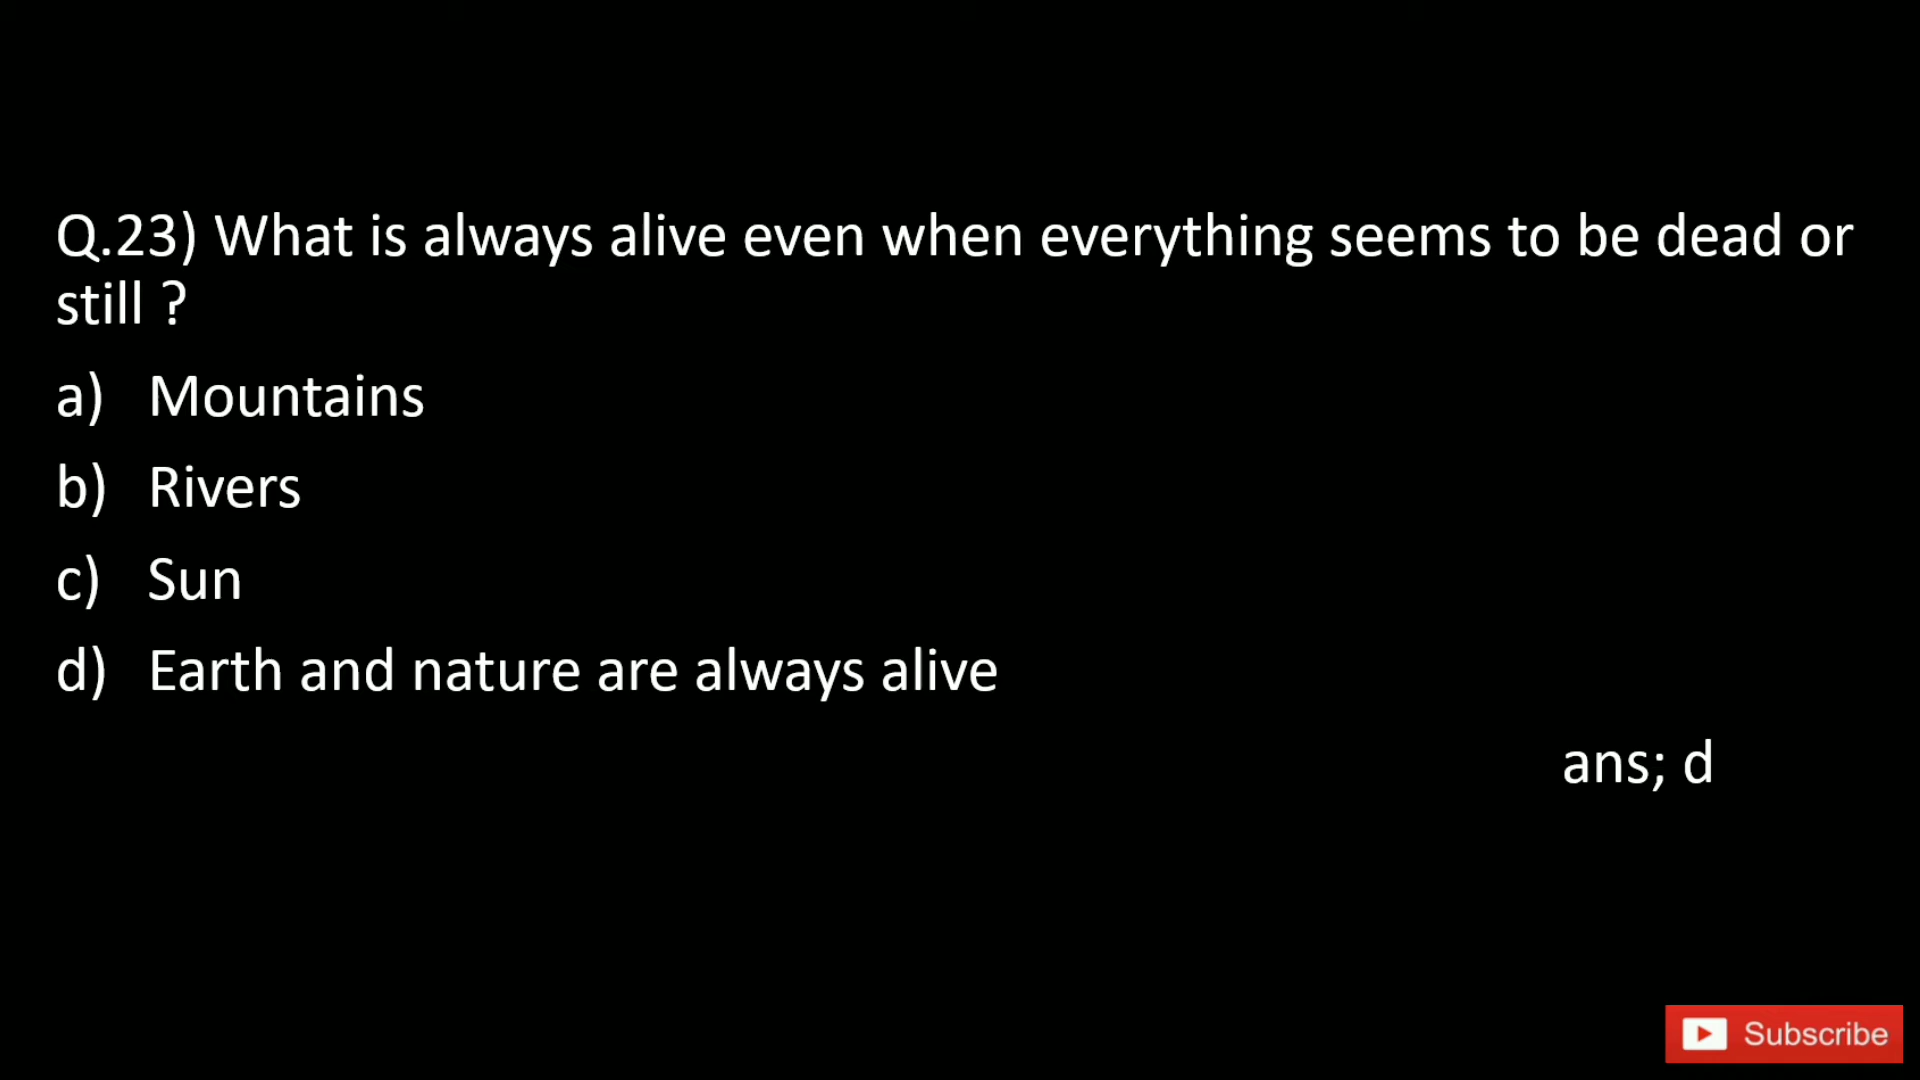 Q.23) What is always alive even when everything seems to be dead or
still ?
a) Mountains
b) Rivers
c) Sun
d) Earth and nature are always alive
ans; d
Subscribe